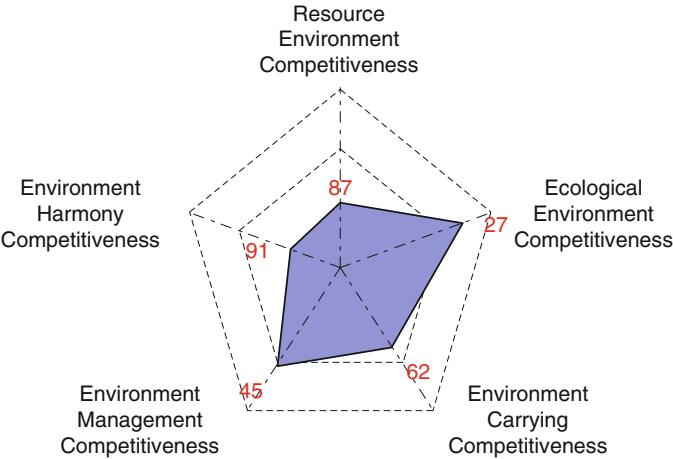 Resource
Environment
Competitiveness
87
Environment
Harmony
Competitiveness
91
Ecological
Environment
Competitiveness
27
Environment
Management
Competitiveness
45
62
Environment
Carrying
Competitiveness